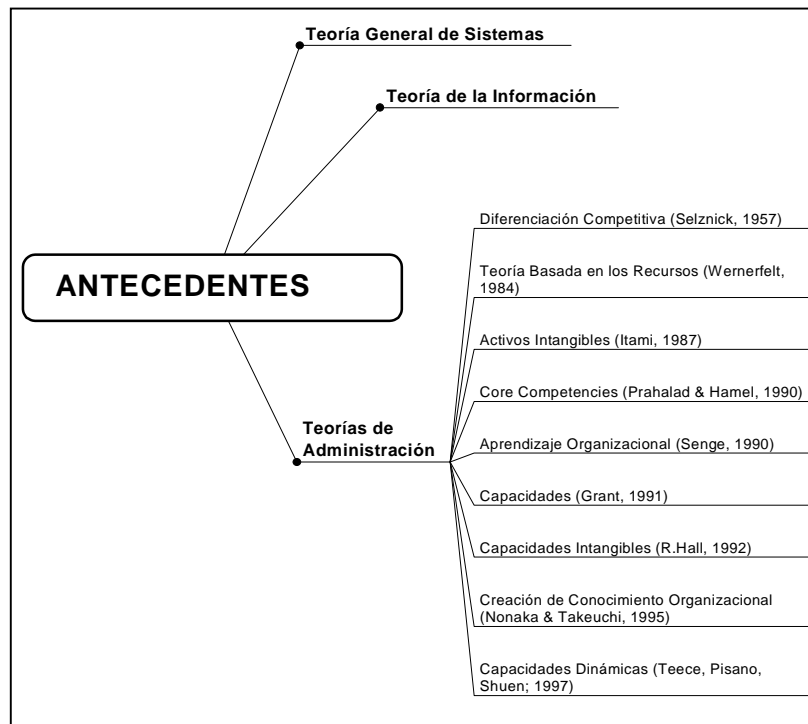 Teoría General de Sistemas
Teoría de la Información
ANTECEDENTES
Teorías de
Administración
Diferenciación Competitiva (Selznick, 1957)
Teoría Basada en los Recursos (Wernerfelt,
1984)
Activos Intangibles (Itami, 1987)
Core Competencies (Prahalad & Hamel, 1990)
Aprendizaje Organizacional (Senge, 1990)
Capacidades (Grant, 1991)
Capacidades Intangibles (R.Hall, 1992)
Creación de Conocimiento Organizacional
(Nonaka & Takeuchi, 1995)
Capacidades Dinámicas (Teece, Pisano,
Shuen; 1997)